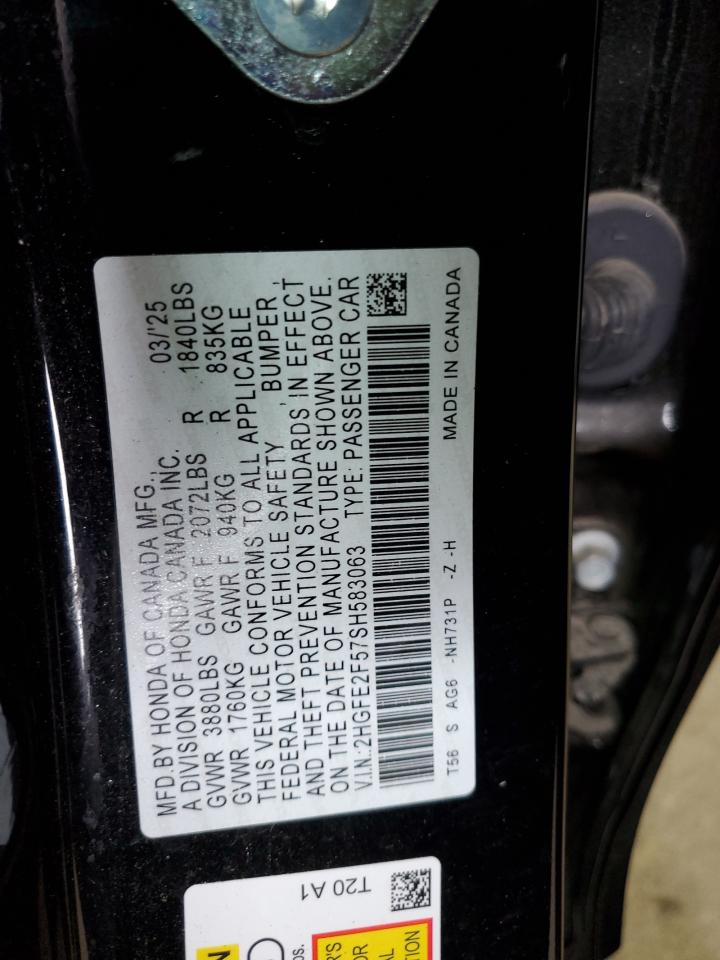 MFD.BY HONDA OF CANADA MFG., 03/'25
A DIVISION OF HONDA CANADA INC.
GVWR 3880LBS GAWR F 2072LBS R 1840LBS
GVWR 1760KG GAWR F 940KG R 835KG
THIS VEHICLE CONFORMS TO ALL APPLICABLE
FEDERAL MOTOR VEHICLE SAFETY, BUMPER,
AND THEFT PREVENTION STANDARDS IN EFFECT
ON THE DATE OF MANUFACTURE SHOWN ABOVE.
V.I.N.:2HGFE2F57SH583063 TYPE: PASSENGER CAR
T56 S AG6 -NH731P -Z -H MADE IN CANADA
T20 A1